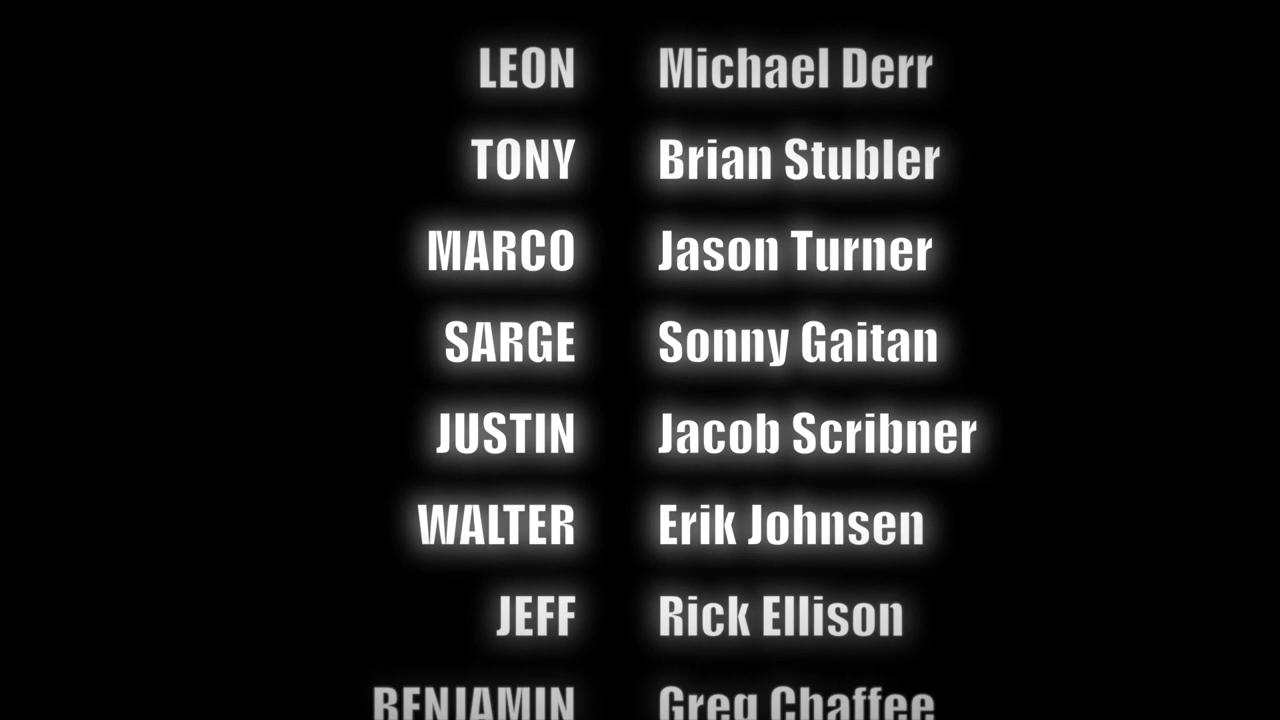 LEON Michael Derr
TONY Brian Stubler
MARCO Jason Turner
SARGE Sonny Gaitan
JUSTIN Jacob Scribner
WALTER Erik Johnsen
JEFF Rick Ellison
BENJAMIN Greg Chaffee